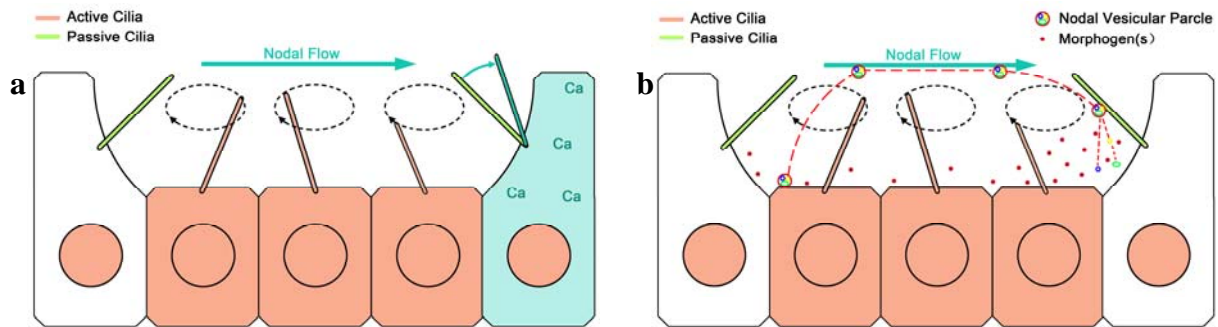 a
Active Cilia
Passive Cilia
Nodal Flow
Ca
Ca
Ca
Ca
b
Active Cilia
Passive Cilia
Nodal Flow
Nodal Vesicular Parcle
Morphogen(s)